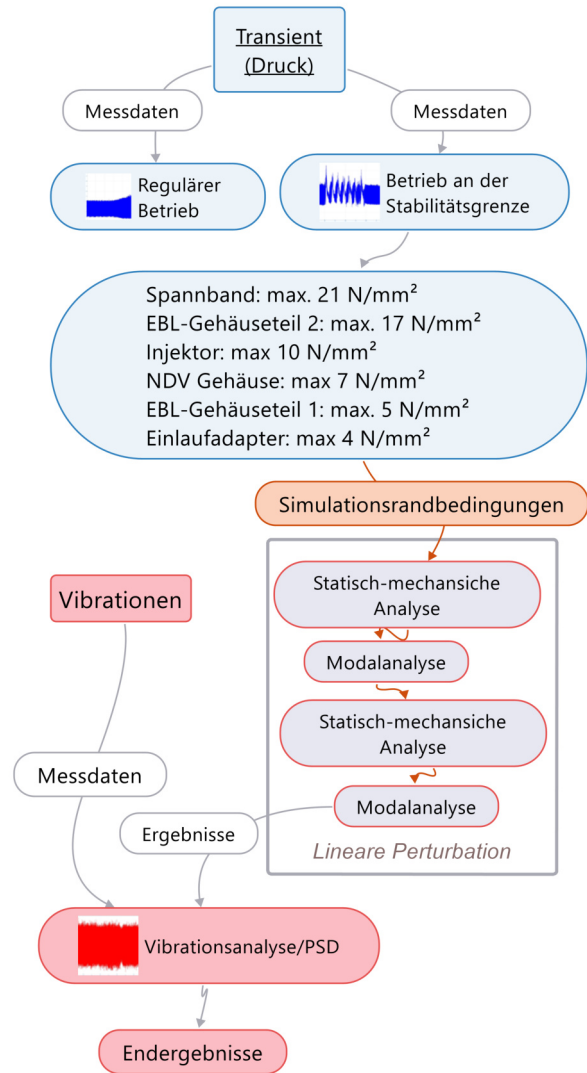 Transient
(Druck)
Messdaten
Messdaten
Regulärer
Betrieb
Betrieb an der
Stabilitätsgrenze
Spannband: max. 21 N/mm²
EBL-Gehäuseteil 2: max. 17 N/mm²
Injektor: max 10 N/mm²
NDV Gehäuse: max 7 N/mm²
EBL-Gehäuseteil 1: max. 5 N/mm²
Einlaufadapter: max 4 N/mm²
Simulationsrandbedingungen
Statisch-mechansiche
Analyse
Vibrationen
Modalanalyse
Statisch-mechansiche
Analyse
Messdaten
Modalanalyse
Ergebnisse
Lineare Perturbation
Vibrationsanalyse/PSD
Endergebnisse